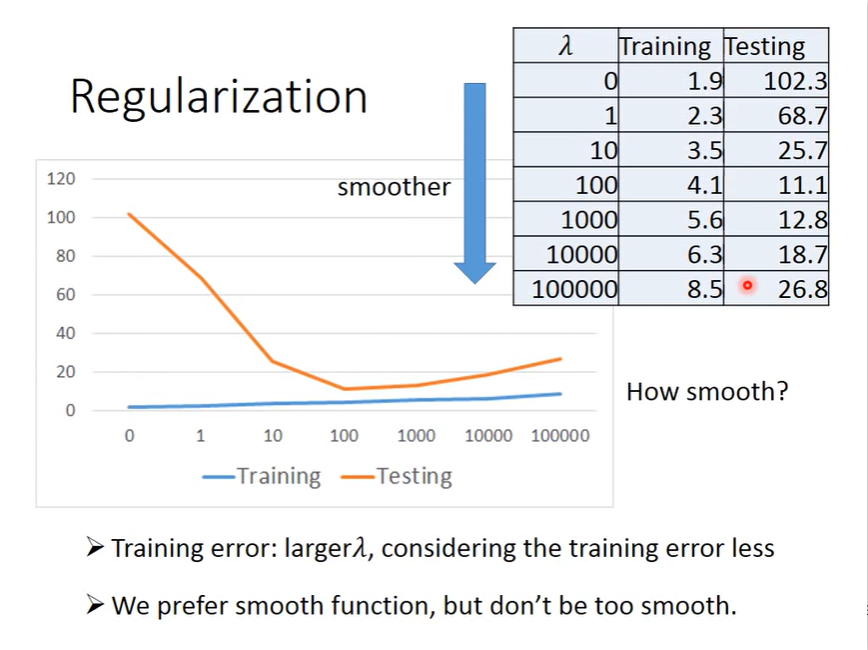 Regularization
λ Training Testing
0 1.9 102.3
1 2.3 68.7
10 3.5 25.7
100 4.1 11.1
1000 5.6 12.8
10000 6.3 18.7
100000 8.5 26.8
smoother
120
100
80
60
40
20
0
0 1 10 100 1000 10000 100000
Training Testing
How smooth?
➢ Training error: largerλ, considering the training error less
➢ We prefer smooth function, but don’t be too smooth.